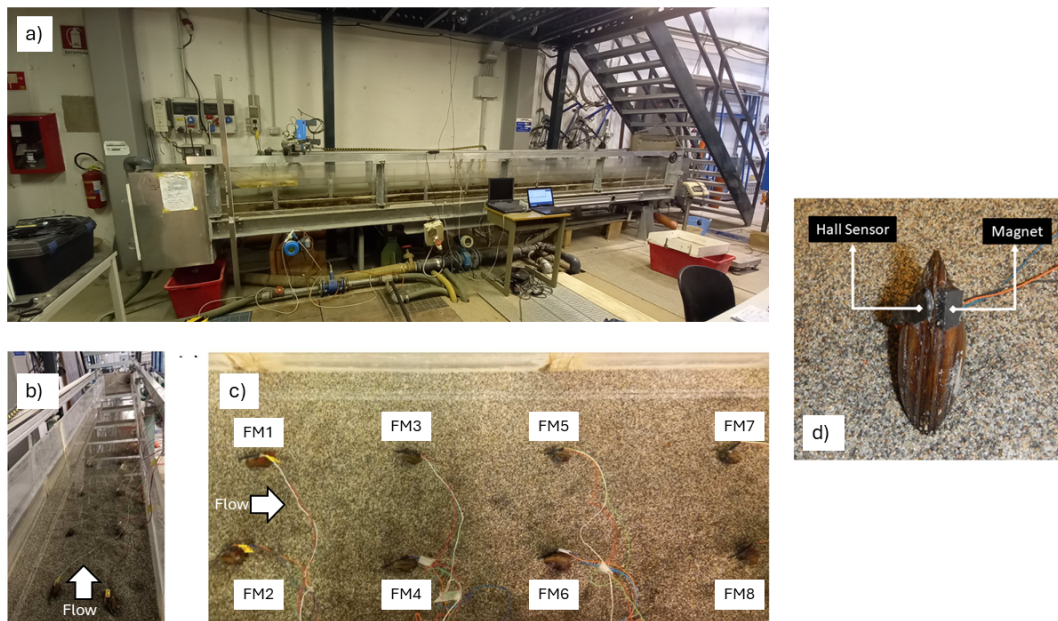 a)
Hall Sensor
Magnet
d)
b)
Flow
c)
FM1
FM3
FM5
FM7
Flow
FM2
FM4
FM6
FM8